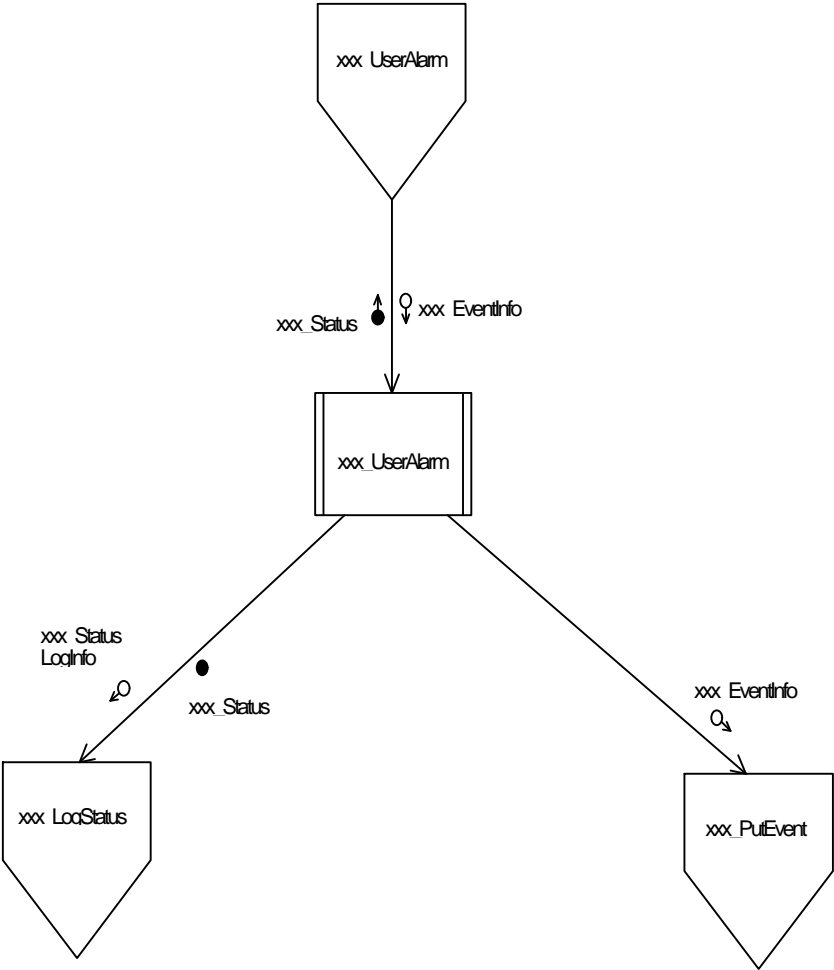 xxx UserAlarm
xxx_Status
xxx EventInfo
xxx_UserAlarm
xxx Status
LogInfo
xxx_Status
xxx EventInfo
xxx LogStatus
xxx_PutEvent